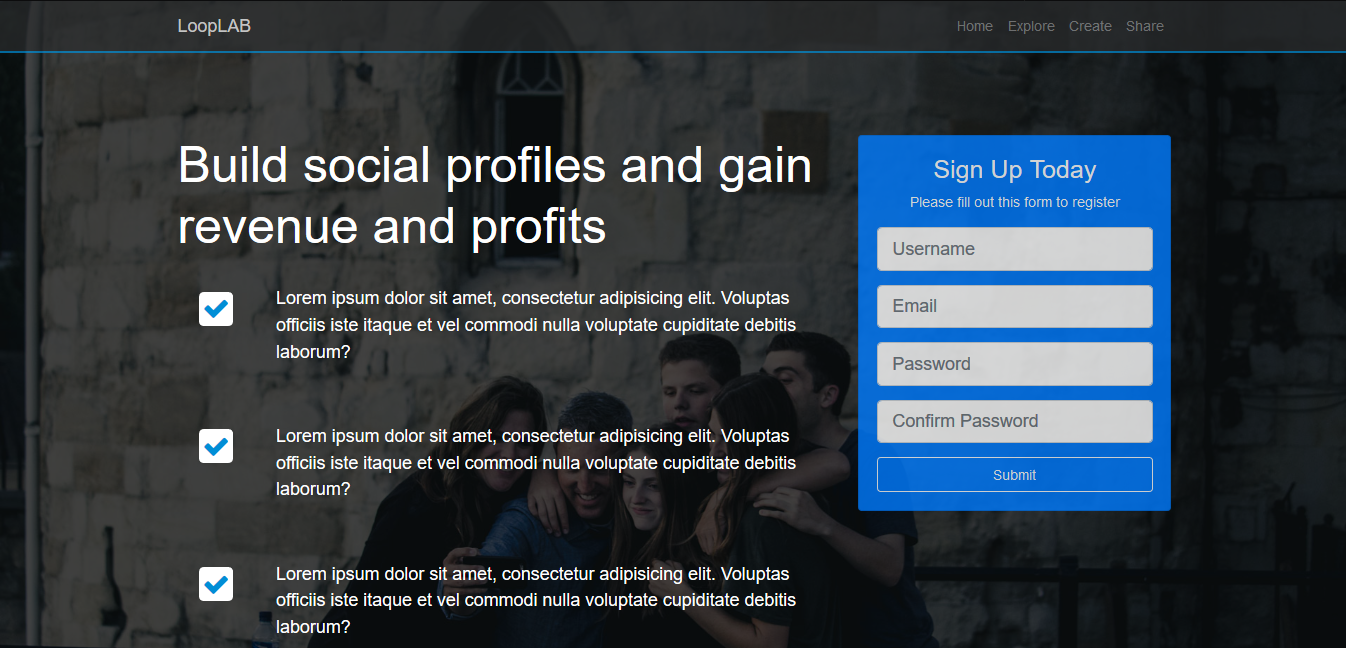 LoopLAB
Home Explore Create Share
Build social profiles and gain
revenue and profits
Lorem ipsum dolor sit amet, consectetur adipisicing elit. Voluptas
officiis iste itaque et vel commodi nulla voluptate cupiditate debitis
laborum?
Lorem ipsum dolor sit amet, consectetur adipisicing elit. Voluptas
officiis iste itaque et vel commodi nulla voluptate cupiditate debitis
laborum?
Lorem ipsum dolor sit amet, consectetur adipisicing elit. Voluptas
officiis iste itaque et vel commodi nulla voluptate cupiditate debitis
laborum?
Sign Up Today
Please fill out this form to register
Username
Email
Password
Confirm Password
Submit